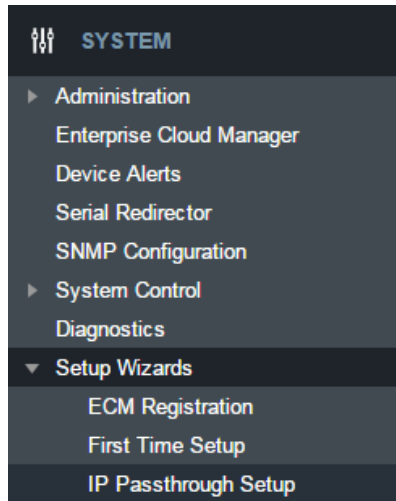 SYSTEM
Administration
Enterprise Cloud Manager
Device Alerts
Serial Redirector
SNMP Configuration
System Control
Diagnostics
Setup Wizards
ECM Registration
First Time Setup
IP Passthrough Setup